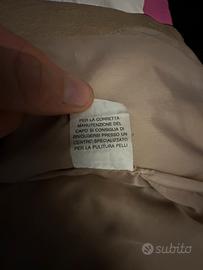 PER LA CORRETTA
MANUTENZIONE DEL
CAPO SI CONSIGLIA DI
RIVOLGERSI PRESSO UN
CENTRO SPECIALIZZATO
PER LA PULITURA PELLI
subito